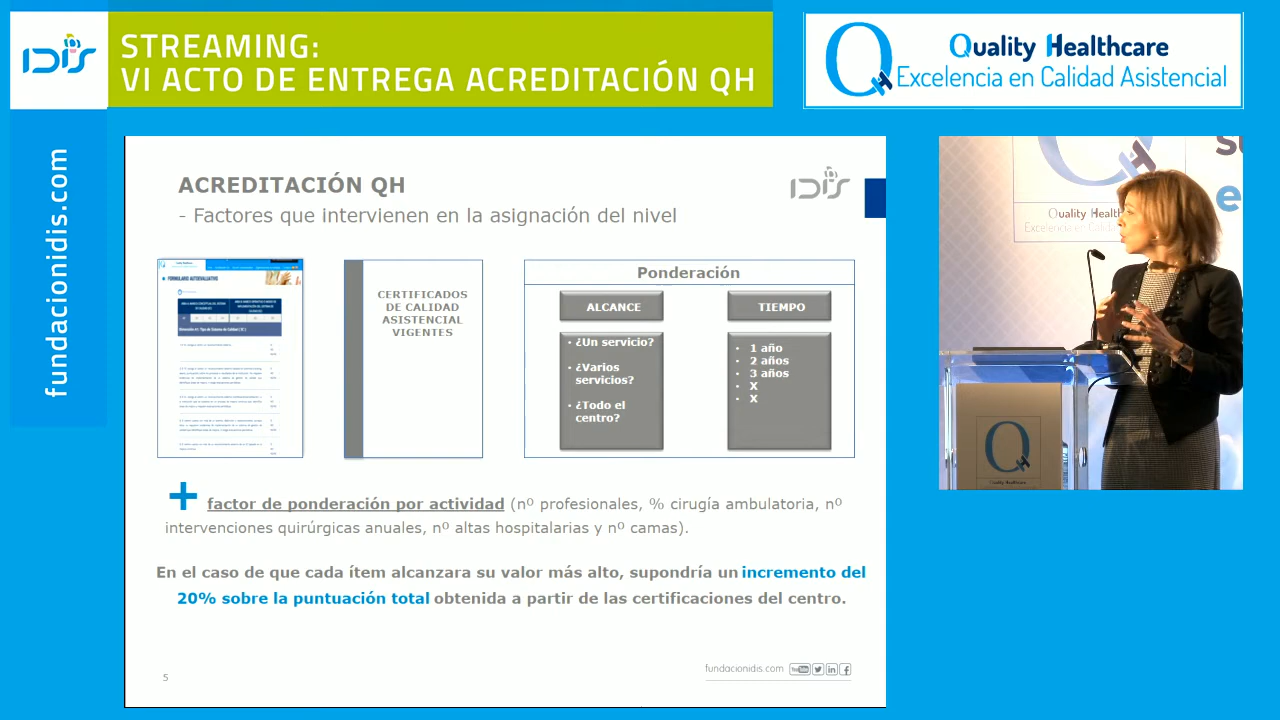 IDIS
STREAMING:
VI ACTO DE ENTREGA ACREDITACIÓN QH
Quality Healthcare
Excelencia en Calidad Asistencial
fundacionidis.com
ACREDITACIÓN QH
- Factores que intervienen en la asignación del nivel
IDIS
FORMULARIO AUTOEVALUATIVO
CERTIFICADOS
DE CALIDAD
ASISTENCIAL
VIGENTES
Ponderación
ALCANCE
• ¿Un servicio?
• ¿Varios
servicios?
• ¿Todo el
centro?
TIEMPO
• 1 año
• 2 años
• 3 años
• X
• X
+ factor de ponderación por actividad (nº profesionales, % cirugía ambulatoria, nº
intervenciones quirúrgicas anuales, nº altas hospitalarias y nº camas).
En el caso de que cada ítem alcanzara su valor más alto, supondría un incremento del
20% sobre la puntuación total obtenida a partir de las certificaciones del centro.
5
fundacionidis.com
Quality
Excelencia en
Quality Healthcare